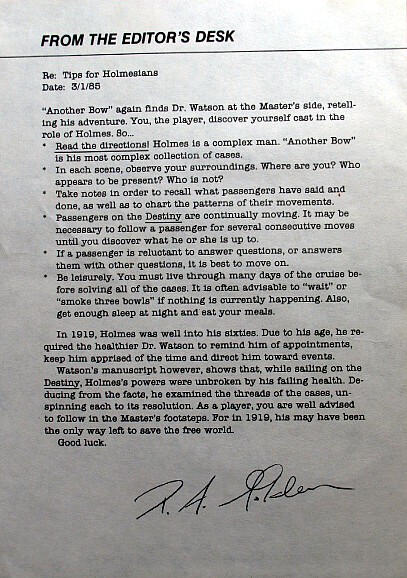 FROM THE EDITOR'S DESK
Re: Tips for Holmesians
Date: 3/1/85
"Another Bow" again finds Dr. Watson at the Master's side, retell-
ing his adventure. You, the player, discover yourself cast in the
role of Holmes. So...
* Read the directions! Holmes is a complex man. "Another Bow"
is his most complex collection of cases.
* In each scene, observe your surroundings. Where are you? Who
appears to be present? Who is not?
* Take notes in order to recall what passengers have said and
done, as well as to chart the patterns of their movements.
* Passengers on the Destiny are continually moving. It may be
necessary to follow a passenger for several consecutive moves
until you discover what he or she is up to.
* If a passenger is reluctant to answer questions, or answers
them with other questions, it is best to move on.
* Be leisurely. You must live through many days of the cruise be-
fore solving all of the cases. It is often advisable to "wait" or
"smoke three bowls" if nothing is currently happening. Also,
get enough sleep at night and eat your meals.
In 1919, Holmes was well into his sixties. Due to his age, he re-
quired the healthier Dr. Watson to remind him of appointments,
keep him apprised of the time and direct him toward events.
Watson's manuscript however, shows that, while sailing on the
Destiny, Holmes's powers were unbroken by his failing health. De-
ducing from the facts, he examined the threads of the cases, un-
spinning each to its resolution. As a player, you are well advised
to follow in the Master's footsteps. For in 1919, his may have been
the only way left to save the free world.
Good luck.